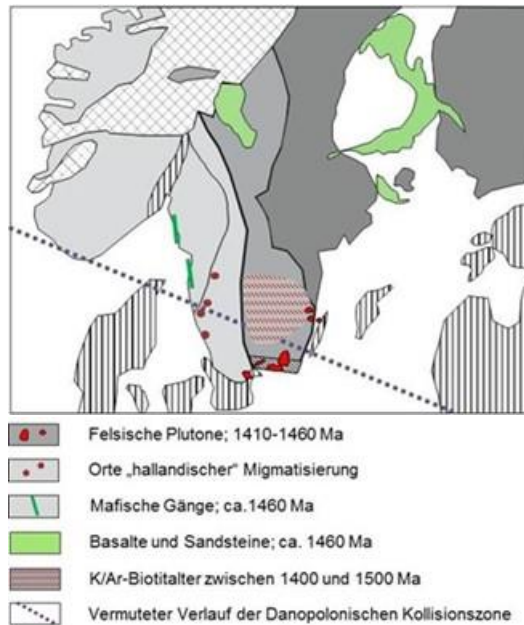 Felsische Plutone; 1410-1460 Ma
Orte „hallandischer“ Migmatisierung
Mafische Gänge; ca.1460 Ma
Basalte und Sandsteine; ca. 1460 Ma
K/Ar-Biotitalter zwischen 1400 und 1500 Ma
Vermuteter Verlauf der Danopolonischen Kollisionszone